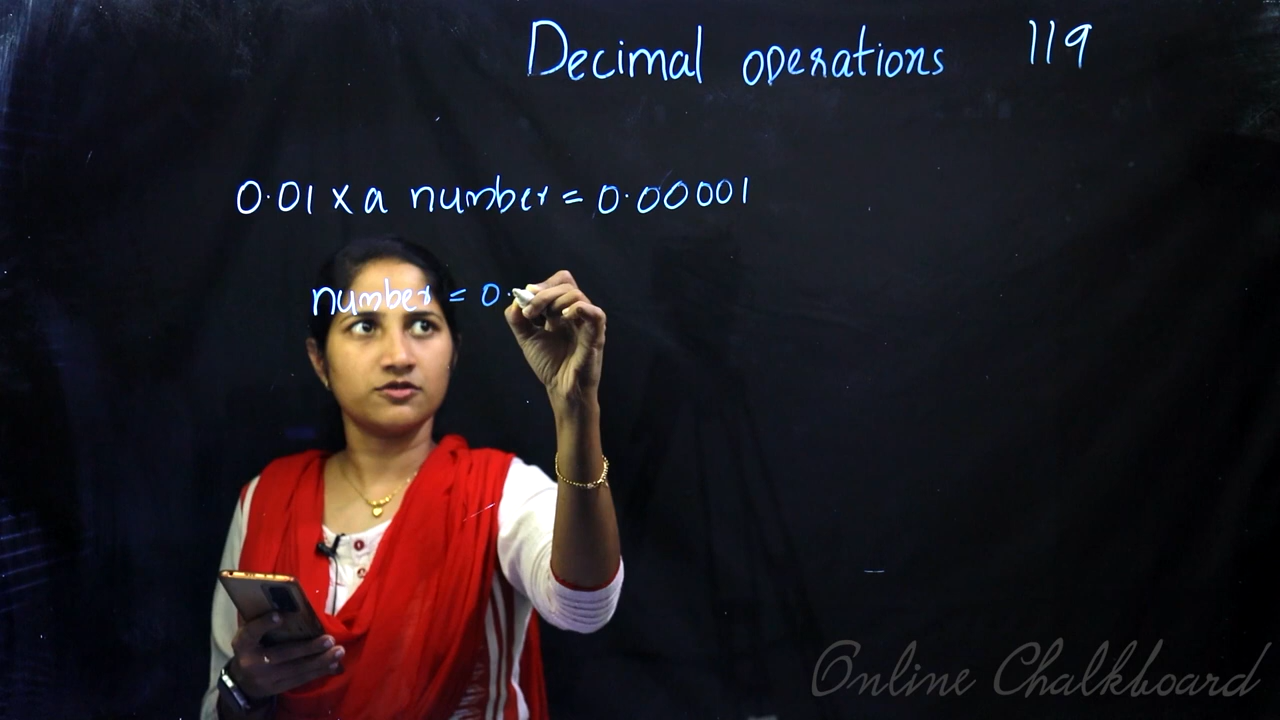 Decimal operations 119
0.01 x a number = 0.00001
number = 0.
Online Chalkboard